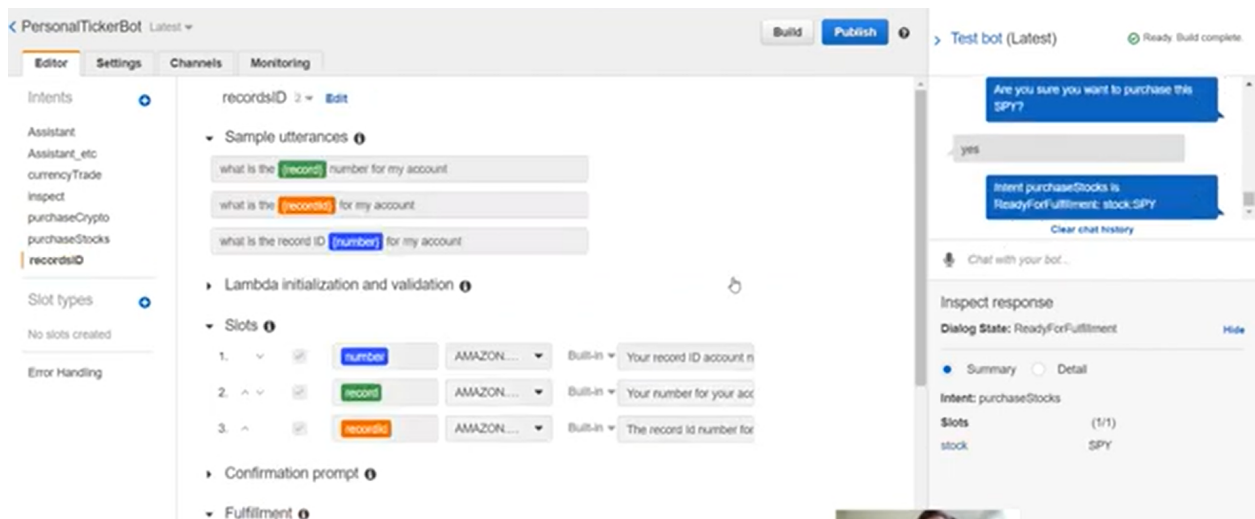 PersonalTickerBot Latest
Build
Publish
Editor Settings Channels Monitoring
Intents
Assistant
Assistant_etc
currencyTrade
inspect
purchaseCrypto
purchaseStocks
recordsID
Slot types
No slots created
Error Handling
recordsID 2 Edit
Sample utterances
what is the {record} number for my account
what is the {recordId} for my account
what is the record ID {number} for my account
Lambda initialization and validation
Slots
1. number AMAZON.... Built-in Your record ID account n
2. record AMAZON.... Built-in Your number for your acc
3. recordId AMAZON.... Built-in The record Id number for
Confirmation prompt
Fulfillment
Test bot (Latest)
Ready. Build complete.
Are you sure you want to purchase this
SPY?
yes
Intent purchaseStocks is
ReadyForFulfillment: stock:SPY
Clear chat history
Chat with your bot...
Inspect response
Dialog State: ReadyForFulfillment
Hide
Summary Detail
Intent: purchaseStocks
Slots (1/1)
stock SPY